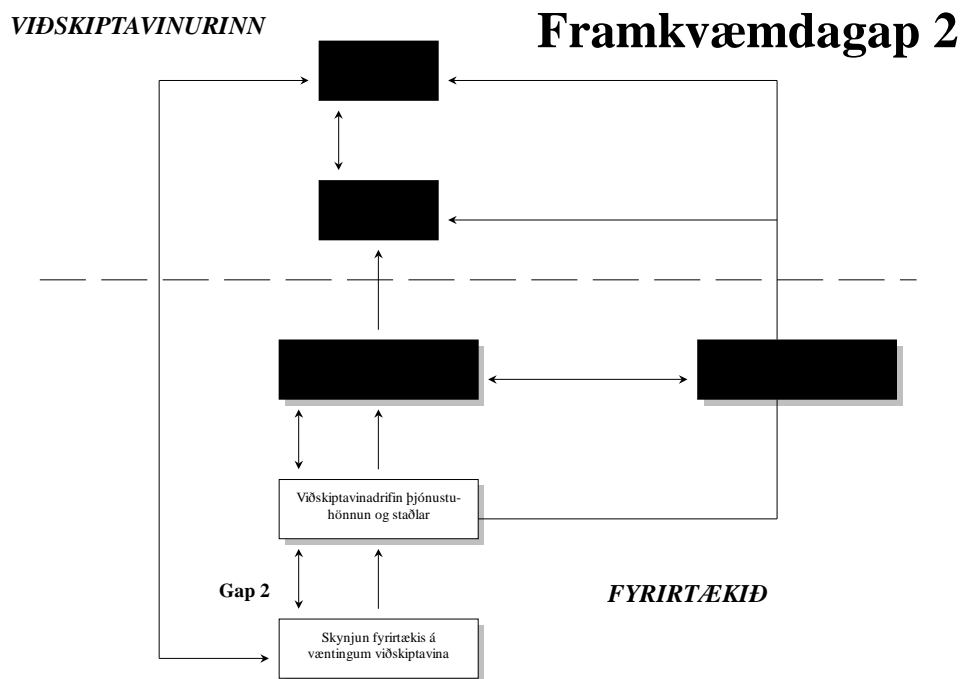 VIÐSKIPTAVINURINN
Framkvæmdagap 2
Viðskiptavinadrifin þjónustu-
hönnun og staðlar
Gap 2
FYRIRTÆKIÐ
Skynjun fyrirtækis á
væntingum viðskiptavina